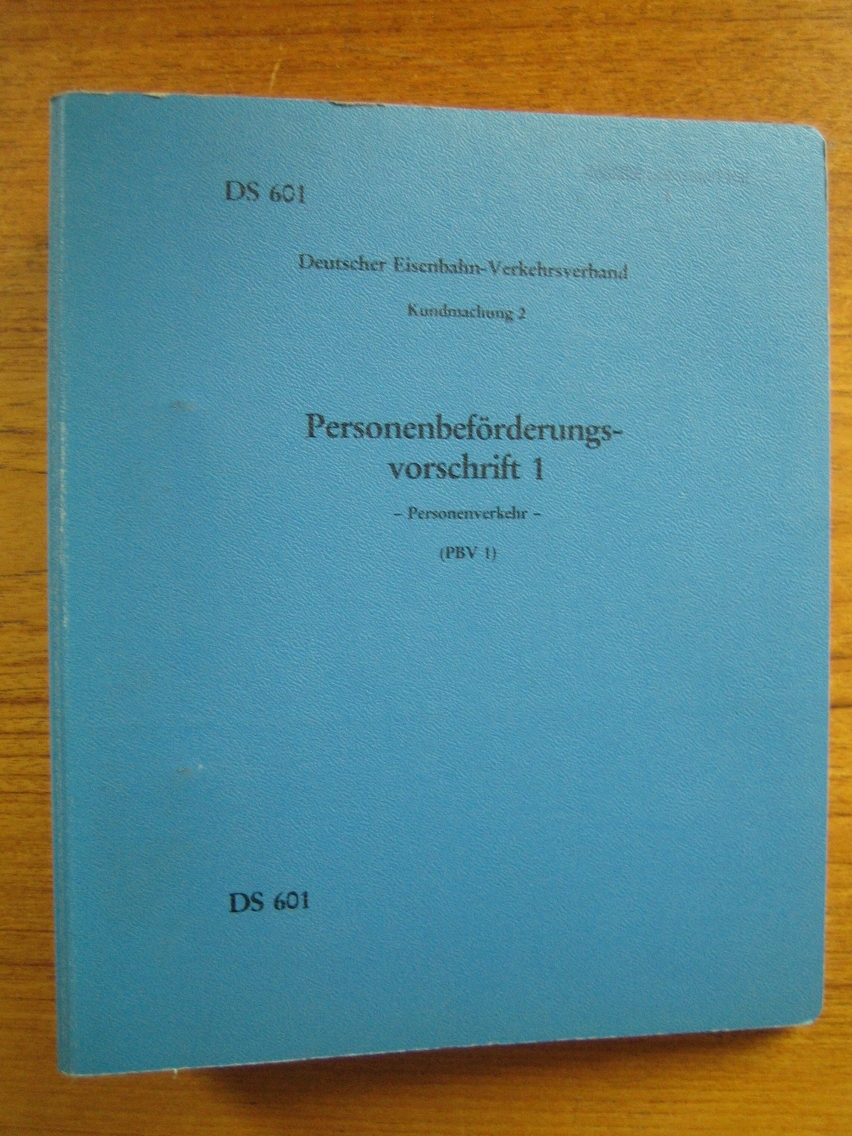 DS 601
Deutscher Eisenbahn-Verkehrsverband
Kundmachung 2
Personenbeförderungs-
vorschrift 1
– Personenverkehr –
(PBV 1)
DS 601